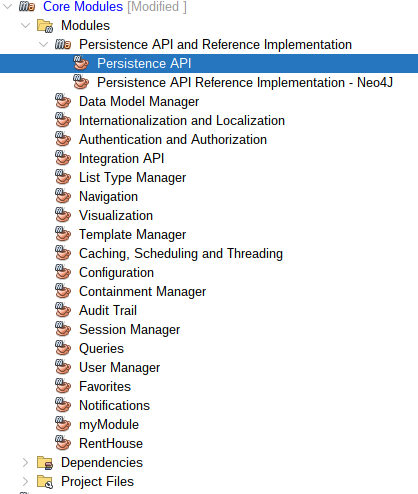 Core Modules [Modified ]
Modules
Persistence API and Reference Implementation
Persistence API
Persistence API Reference Implementation - Neo4J
Data Model Manager
Internationalization and Localization
Authentication and Authorization
Integration API
List Type Manager
Navigation
Visualization
Template Manager
Caching, Scheduling and Threading
Configuration
Containment Manager
Audit Trail
Session Manager
Queries
User Manager
Favorites
Notifications
myModule
RentHouse
Dependencies
Project Files